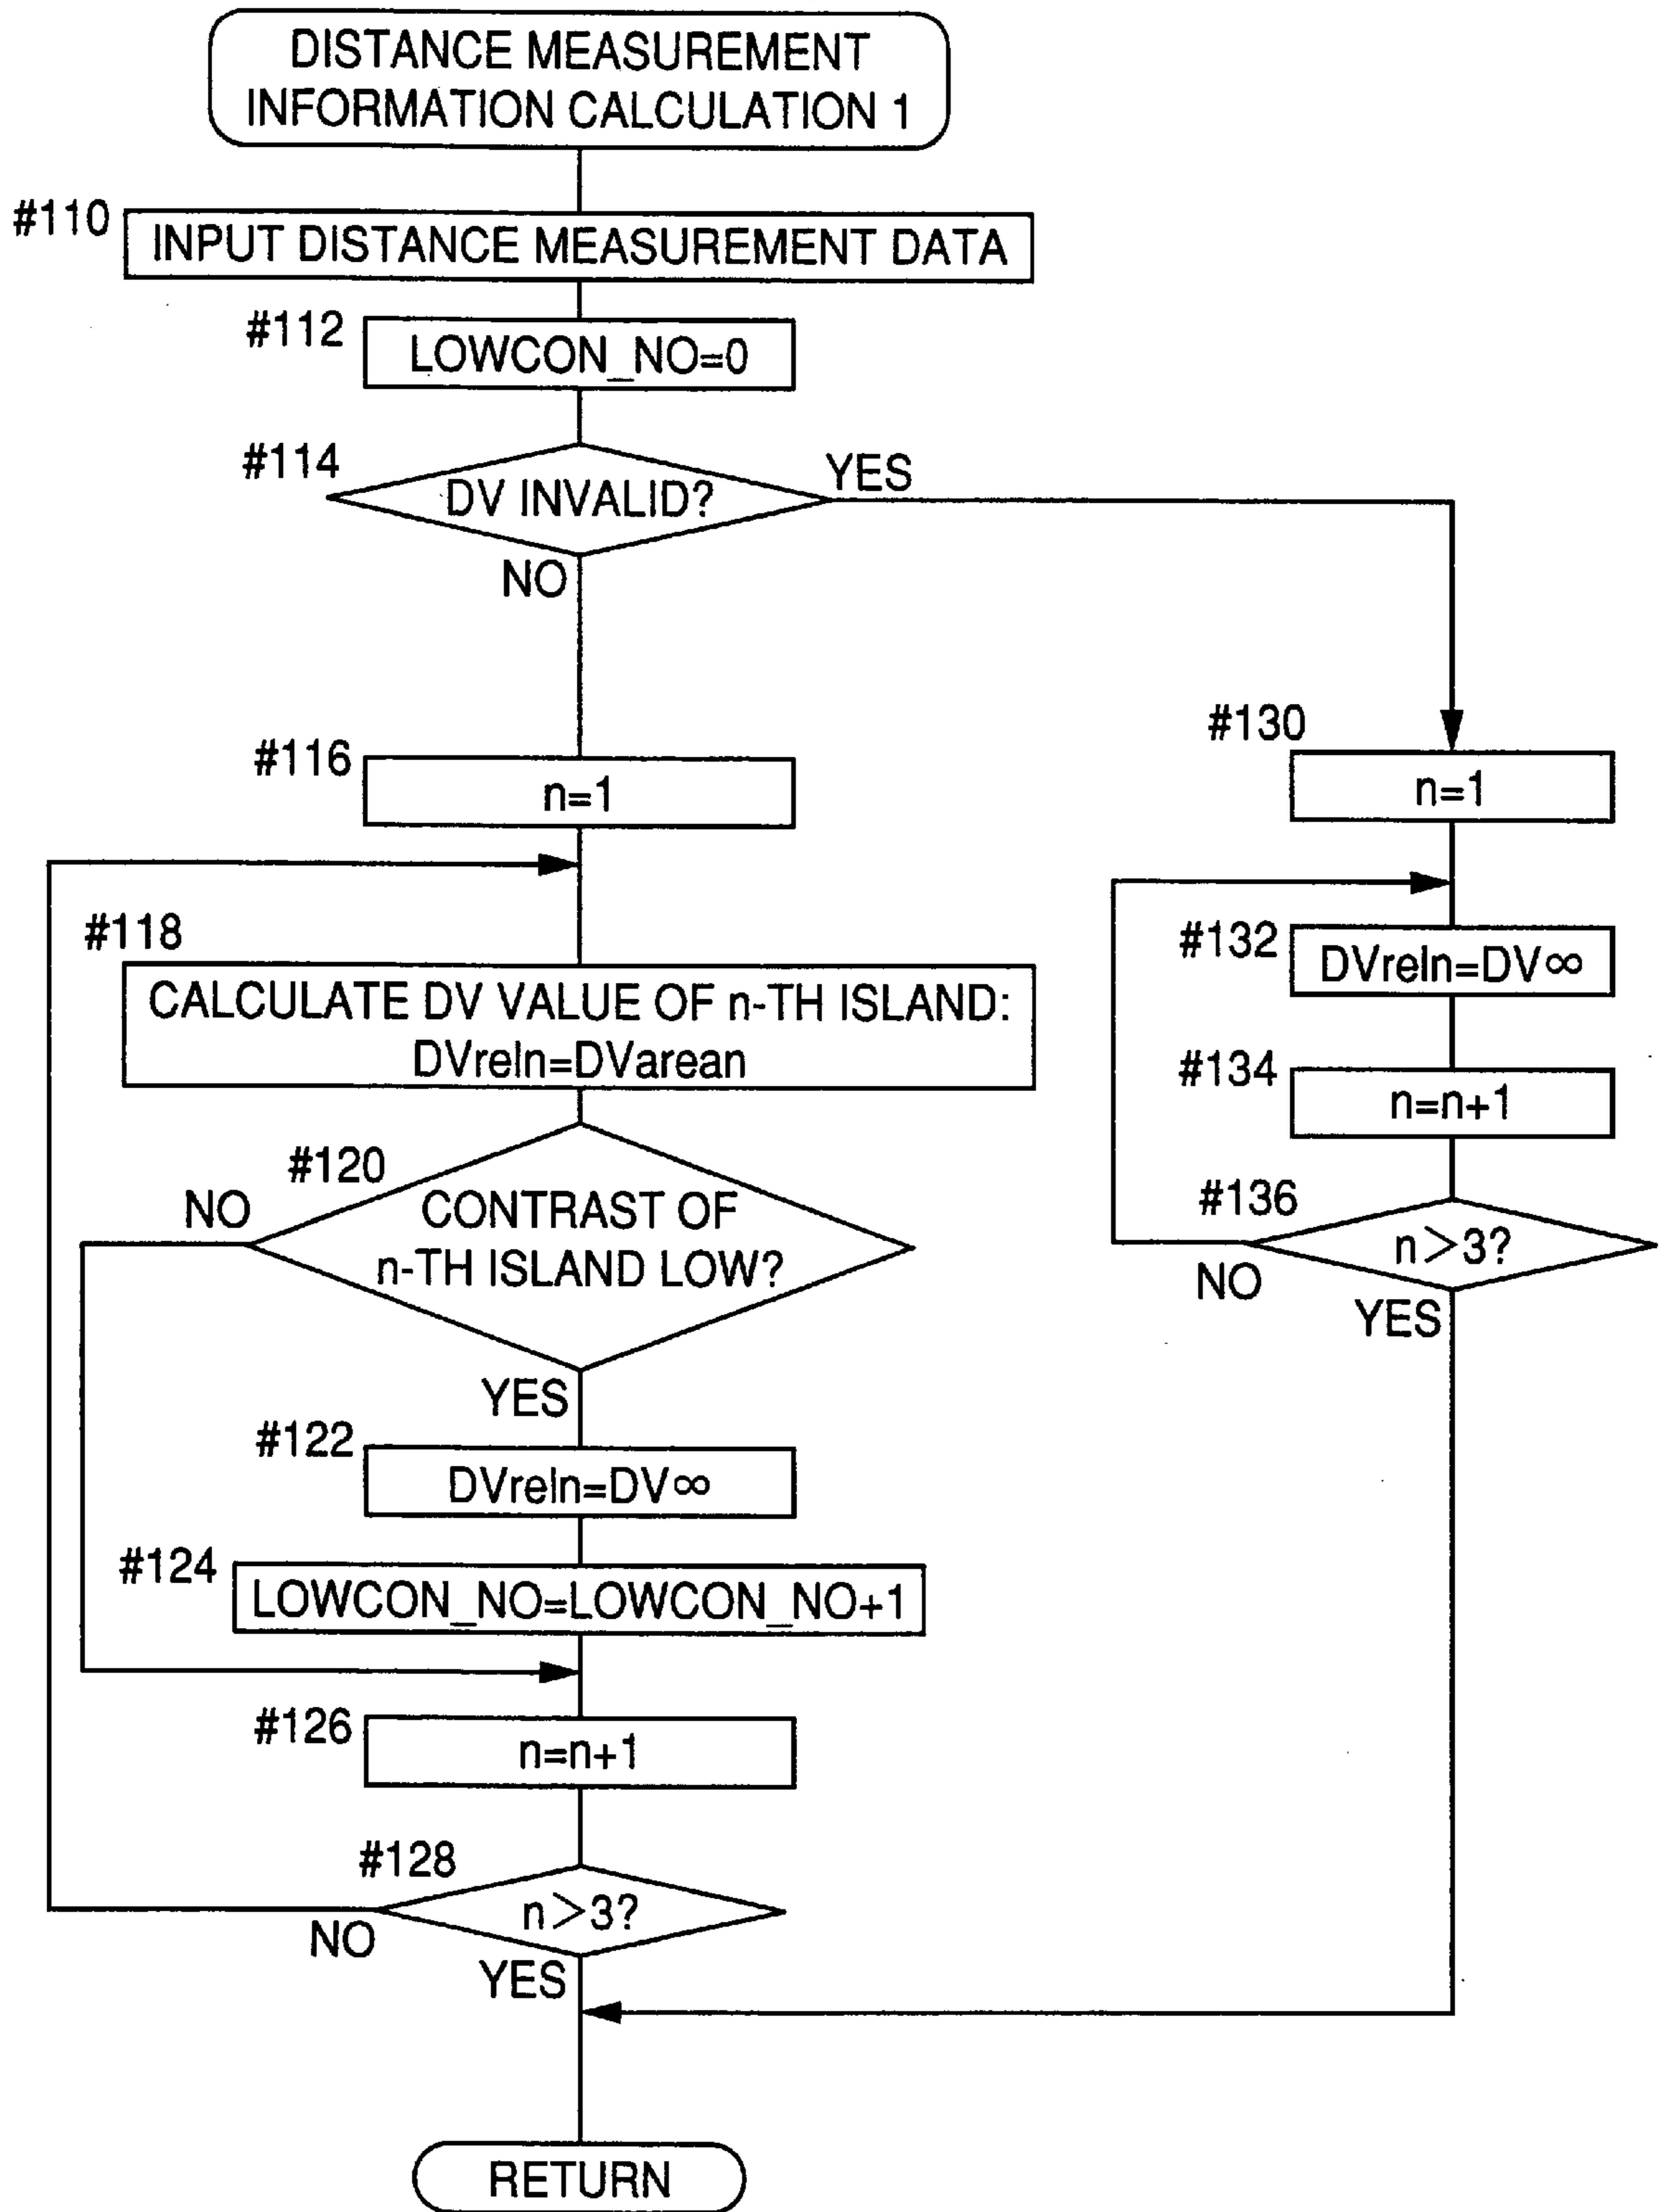 DISTANCE MEASUREMENT
INFORMATION CALCULATION 1
#110
INPUT DISTANCE MEASUREMENT DATA
#112
LOWCON_NO=0
#114
DV INVALID?
YES
NO
#116
n=1
#118
CALCULATE DV VALUE OF n-TH ISLAND:
DVreln=DVarean
#120
CONTRAST OF
n-TH ISLAND LOW?
NO
YES
#122
DVreln=DV∞
#124
LOWCON_NO=LOWCON_NO+1
#126
n=n+1
#128
n>3?
NO
YES
#130
n=1
#132
DVreln=DV∞
#134
n=n+1
#136
n>3?
NO
YES
RETURN